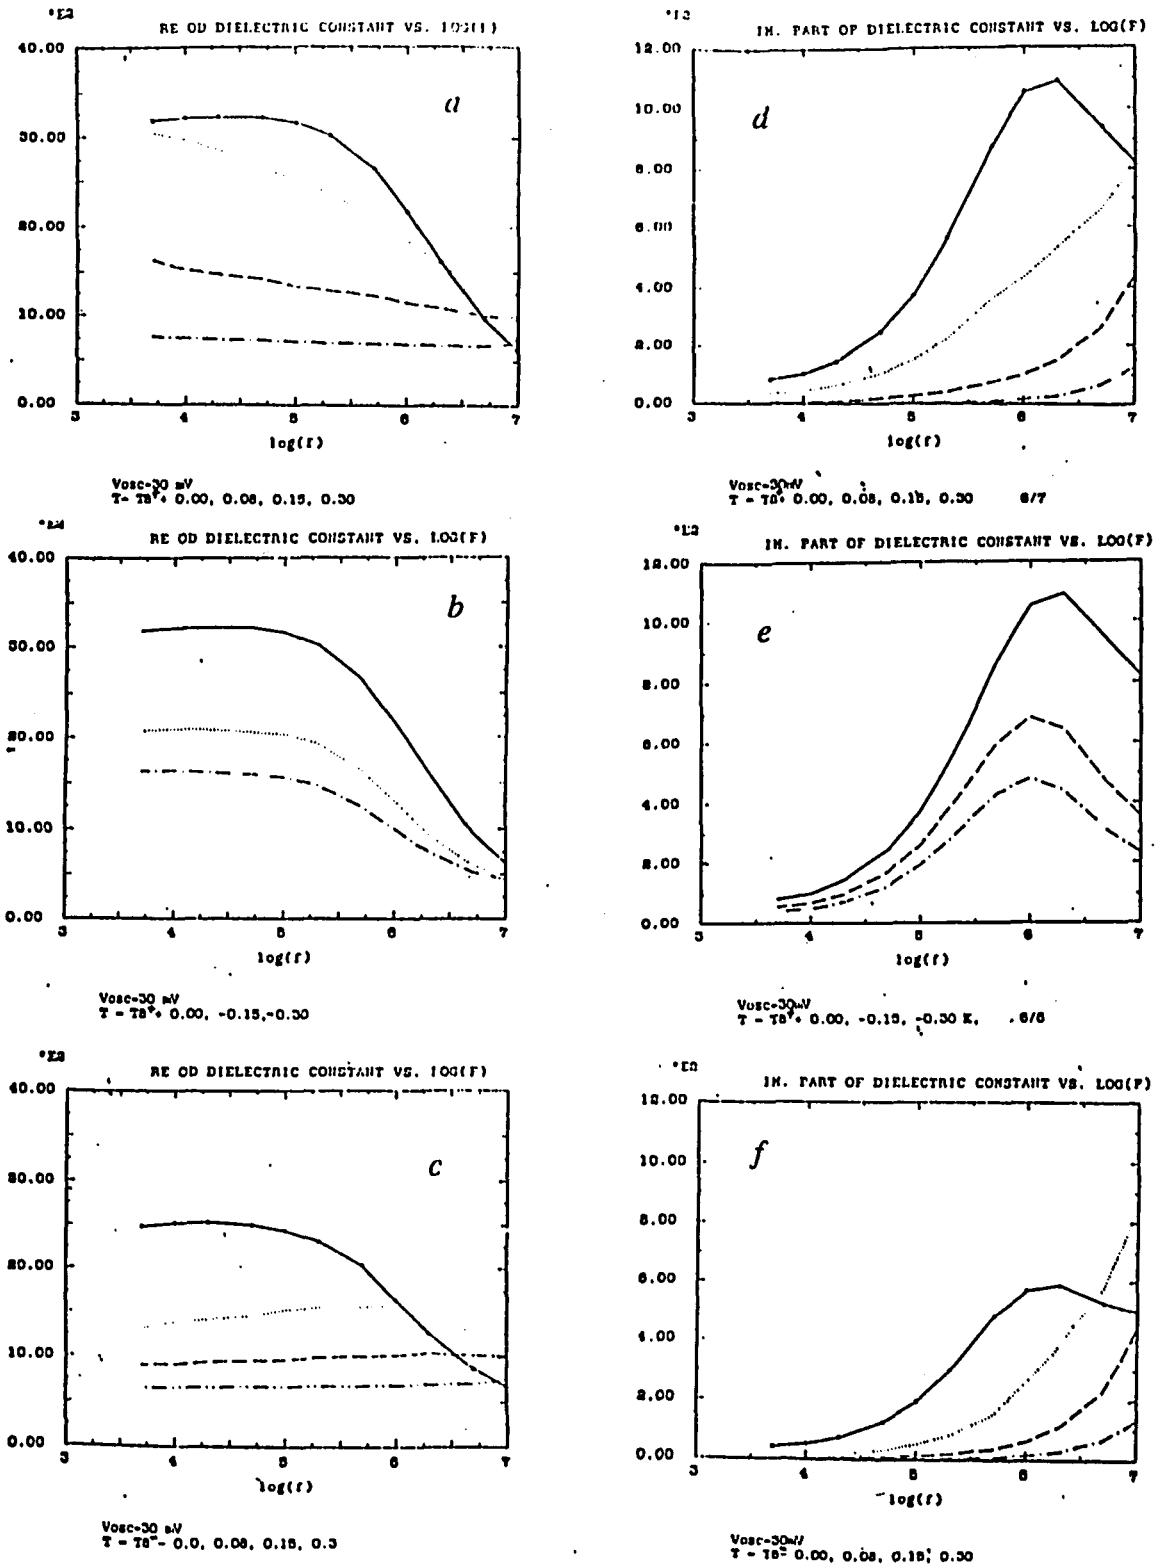 RE OD DIELECTRIC CONSTANT VS. LOG(F)
40.00
30.00
20.00
10.00
0.00
a
3 4 5 6 7
log(f)
Vosc=30 mV
0.00, 0.08, 0.15, 0.30
IM. PART OF DIELECTRIC CONSTANT VS. LOG(F)
12.00
10.00
8.00
6.00
4.00
2.00
0.00
d
3 4 5 6 7
log(f)
Vosc=30mV
0.00, 0.08, 0.15, 0.30 6/7
RE OD DIELECTRIC CONSTANT VS. LOG(F)
40.00
30.00
20.00
10.00
0.00
b
3 4 5 6 7
log(f)
Vosc=30 mV
0.00, -0.15,-0.30
IM. PART OF DIELECTRIC CONSTANT VS. LOG(F)
12.00
10.00
8.00
6.00
4.00
2.00
0.00
e
3 4 5 6 7
log(f)
Vosc=30mV
0.00, -0.15, -0.30 K,
RE OD DIELECTRIC CONSTANT VS. LOG(F)
40.00
30.00
20.00
10.00
0.00
c
3 4 5 6 7
log(f)
Vosc=30 mV
0.0, 0.08, 0.15, 0.3
IM. PART OF DIELECTRIC CONSTANT VS. LOG(F)
12.00
10.00
8.00
6.00
4.00
2.00
0.00
f
3 4 5 6 7
log(f)
Vosc=30mV
0.00, 0.08, 0.15, 0.30